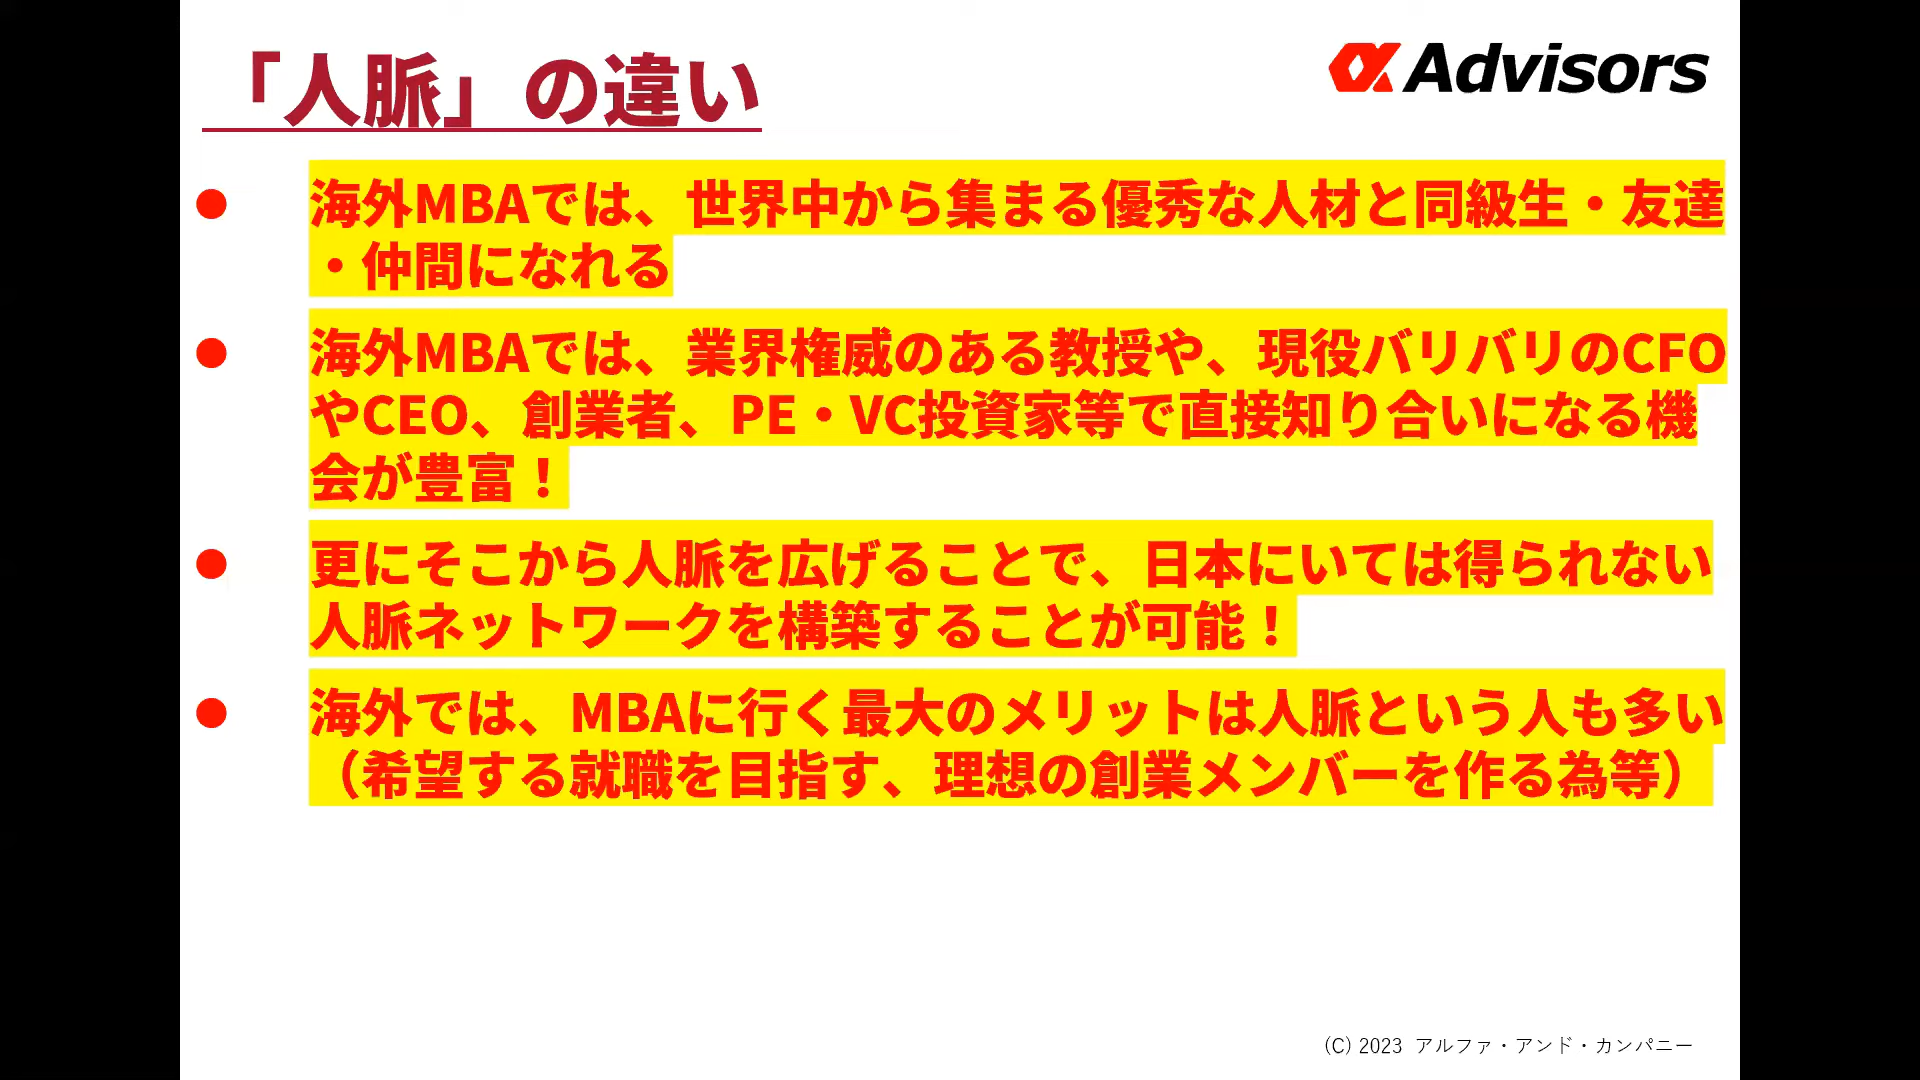 「人脈」の違い
Advisors
● 海外MBAでは、世界中から集まる優秀な人材と同級生・友達
・仲間になれる
● 海外MBAでは、業界権威のある教授や、現役バリバリのCFO
やCEO、創業者、PE・VC投資家等で直接知り合いになる機
会が豊富！
● 更にそこから人脈を広げることで、日本にいては得られない
人脈ネットワークを構築することが可能！
● 海外では、MBAに行く最大のメリットは人脈という人も多い
（希望する就職を目指す、理想の創業メンバーを作る為等）
(C) 2023 アルファ・アンド・カンパニー